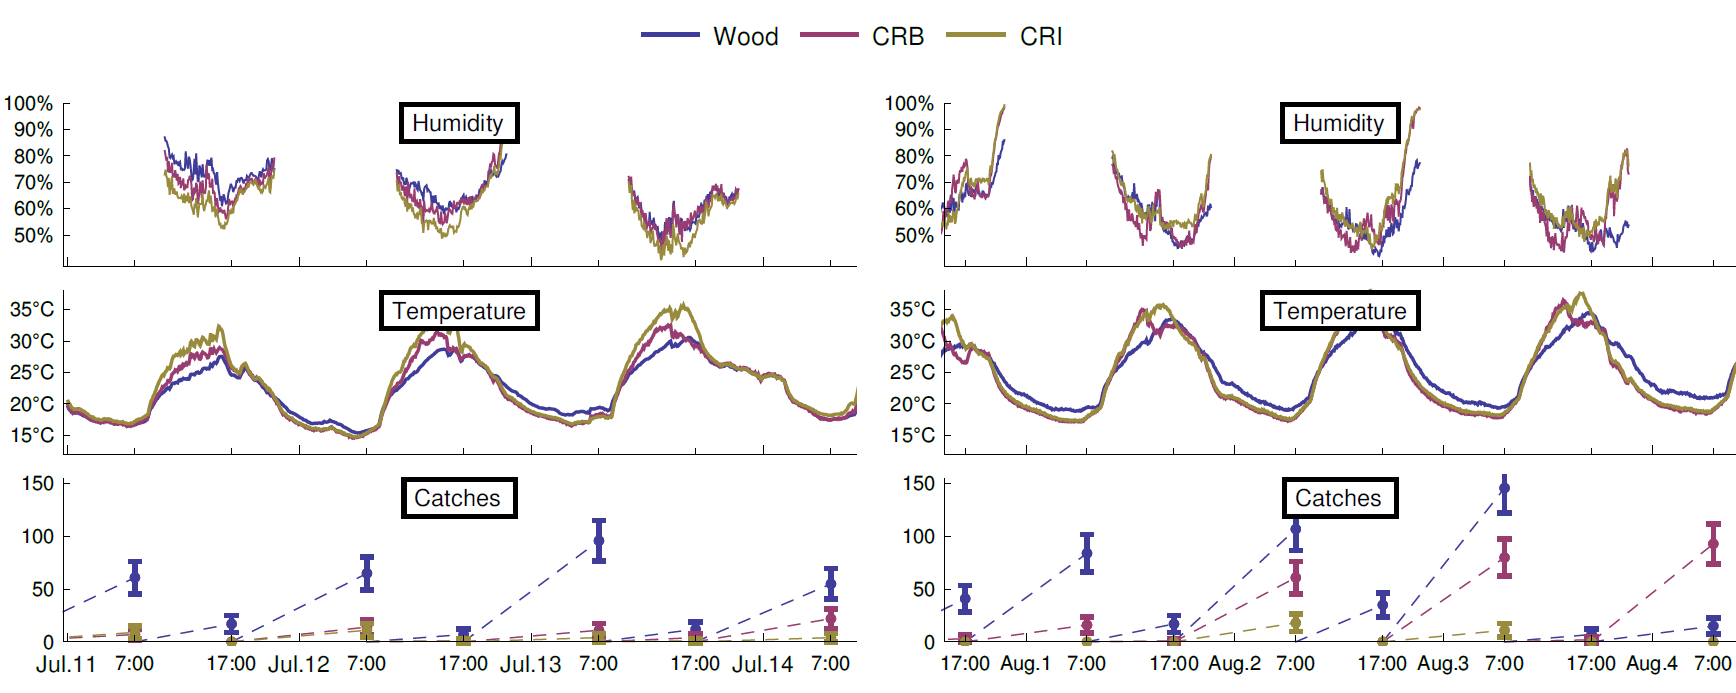 Wood CRB CRI
100% Humidity 100% Humidity
90% 90%
80% 80%
70% 70%
60% 60%
50% 50%
35°C Temperature 35°C Temperature
30°C 30°C
25°C 25°C
20°C 20°C
15°C 15°C
150 Catches 150 Catches
100 100
50 50
0 0
Jul.11 7:00 17:00 Jul.12 7:00 17:00 Jul.13 7:00 17:00 Jul.14 7:00 17:00 Aug.1 7:00 17:00 Aug.2 7:00 17:00 Aug.3 7:00 17:00 Aug.4 7:00